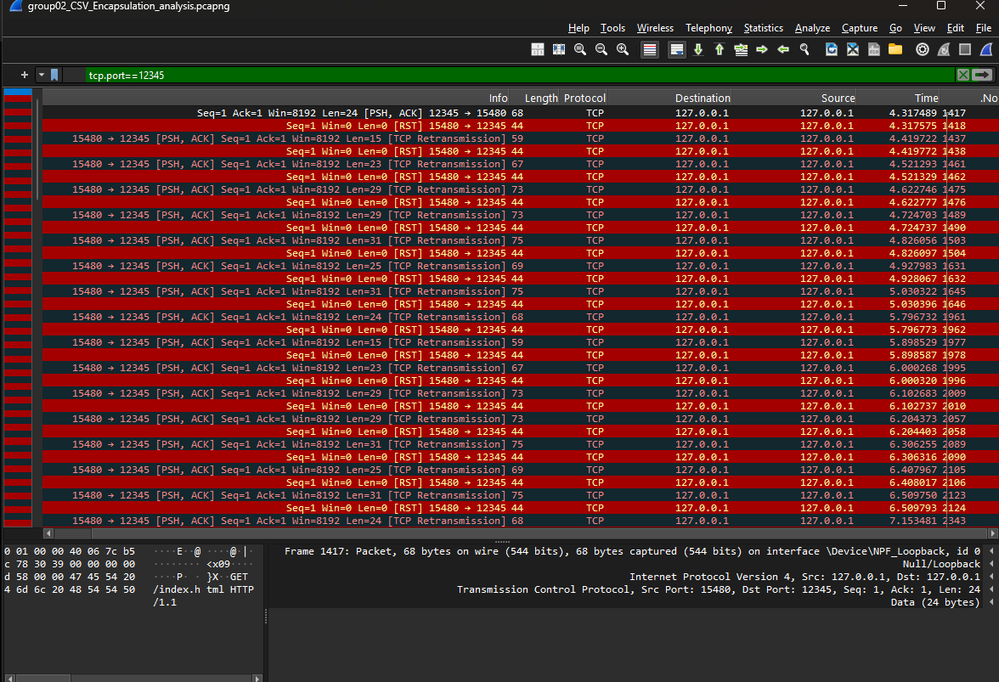 group02_CSV_Encapsulation_analysis.pcapng
Help Tools Wireless Telephony Statistics Analyze Capture Go View Edit File
tcp.port==12345
Info Length Protocol Destination Source Time .No
Seq=1 Ack=1 Win=8192 Len=24 [PSH, ACK] 12345 → 15480 68 TCP 127.0.0.1 127.0.0.1 4.317489 1417
Seq=1 Win=0 Len=0 [RST] 15480 → 12345 44 TCP 127.0.0.1 127.0.0.1 4.317575 1418
15480 → 12345 [PSH, ACK] Seq=1 Ack=1 Win=8192 Len=15 [TCP Retransmission] 59 TCP 127.0.0.1 127.0.0.1 4.419722 1437
Seq=1 Win=0 Len=0 [RST] 15480 → 12345 44 TCP 127.0.0.1 127.0.0.1 4.419772 1438
15480 → 12345 [PSH, ACK] Seq=1 Ack=1 Win=8192 Len=23 [TCP Retransmission] 67 TCP 127.0.0.1 127.0.0.1 4.521293 1461
Seq=1 Win=0 Len=0 [RST] 15480 → 12345 44 TCP 127.0.0.1 127.0.0.1 4.521329 1462
15480 → 12345 [PSH, ACK] Seq=1 Ack=1 Win=8192 Len=29 [TCP Retransmission] 73 TCP 127.0.0.1 127.0.0.1 4.622746 1475
Seq=1 Win=0 Len=0 [RST] 15480 → 12345 44 TCP 127.0.0.1 127.0.0.1 4.622777 1476
15480 → 12345 [PSH, ACK] Seq=1 Ack=1 Win=8192 Len=29 [TCP Retransmission] 73 TCP 127.0.0.1 127.0.0.1 4.724703 1489
Seq=1 Win=0 Len=0 [RST] 15480 → 12345 44 TCP 127.0.0.1 127.0.0.1 4.724737 1490
15480 → 12345 [PSH, ACK] Seq=1 Ack=1 Win=8192 Len=31 [TCP Retransmission] 75 TCP 127.0.0.1 127.0.0.1 4.826056 1503
Seq=1 Win=0 Len=0 [RST] 15480 → 12345 44 TCP 127.0.0.1 127.0.0.1 4.826097 1504
15480 → 12345 [PSH, ACK] Seq=1 Ack=1 Win=8192 Len=25 [TCP Retransmission] 69 TCP 127.0.0.1 127.0.0.1 4.927983 1631
Seq=1 Win=0 Len=0 [RST] 15480 → 12345 44 TCP 127.0.0.1 127.0.0.1 4.928067 1632
15480 → 12345 [PSH, ACK] Seq=1 Ack=1 Win=8192 Len=31 [TCP Retransmission] 75 TCP 127.0.0.1 127.0.0.1 5.030322 1645
Seq=1 Win=0 Len=0 [RST] 15480 → 12345 44 TCP 127.0.0.1 127.0.0.1 5.030396 1646
15480 → 12345 [PSH, ACK] Seq=1 Ack=1 Win=8192 Len=24 [TCP Retransmission] 68 TCP 127.0.0.1 127.0.0.1 5.796732 1961
Seq=1 Win=0 Len=0 [RST] 15480 → 12345 44 TCP 127.0.0.1 127.0.0.1 5.796773 1962
15480 → 12345 [PSH, ACK] Seq=1 Ack=1 Win=8192 Len=15 [TCP Retransmission] 59 TCP 127.0.0.1 127.0.0.1 5.898529 1977
Seq=1 Win=0 Len=0 [RST] 15480 → 12345 44 TCP 127.0.0.1 127.0.0.1 5.898587 1978
15480 → 12345 [PSH, ACK] Seq=1 Ack=1 Win=8192 Len=23 [TCP Retransmission] 67 TCP 127.0.0.1 127.0.0.1 6.000268 1995
Seq=1 Win=0 Len=0 [RST] 15480 → 12345 44 TCP 127.0.0.1 127.0.0.1 6.000320 1996
15480 → 12345 [PSH, ACK] Seq=1 Ack=1 Win=8192 Len=29 [TCP Retransmission] 73 TCP 127.0.0.1 127.0.0.1 6.102683 2009
Seq=1 Win=0 Len=0 [RST] 15480 → 12345 44 TCP 127.0.0.1 127.0.0.1 6.102737 2010
15480 → 12345 [PSH, ACK] Seq=1 Ack=1 Win=8192 Len=29 [TCP Retransmission] 73 TCP 127.0.0.1 127.0.0.1 6.204373 2057
Seq=1 Win=0 Len=0 [RST] 15480 → 12345 44 TCP 127.0.0.1 127.0.0.1 6.204403 2058
15480 → 12345 [PSH, ACK] Seq=1 Ack=1 Win=8192 Len=31 [TCP Retransmission] 75 TCP 127.0.0.1 127.0.0.1 6.306255 2089
Seq=1 Win=0 Len=0 [RST] 15480 → 12345 44 TCP 127.0.0.1 127.0.0.1 6.306316 2090
15480 → 12345 [PSH, ACK] Seq=1 Ack=1 Win=8192 Len=25 [TCP Retransmission] 69 TCP 127.0.0.1 127.0.0.1 6.407967 2105
Seq=1 Win=0 Len=0 [RST] 15480 → 12345 44 TCP 127.0.0.1 127.0.0.1 6.408017 2106
15480 → 12345 [PSH, ACK] Seq=1 Ack=1 Win=8192 Len=31 [TCP Retransmission] 75 TCP 127.0.0.1 127.0.0.1 6.509750 2123
Seq=1 Win=0 Len=0 [RST] 15480 → 12345 44 TCP 127.0.0.1 127.0.0.1 6.509793 2124
15480 → 12345 [PSH, ACK] Seq=1 Ack=1 Win=8192 Len=24 [TCP Retransmission] 68 TCP 127.0.0.1 127.0.0.1 7.153481 2343
0 01 00 00 40 06 7c b5 ····E· @ ····@·|·
c 78 30 39 00 00 00 00 ········ <x09····
d 58 00 00 47 45 54 20 ····P· · }X··GET
4 6d 6c 20 48 54 54 50 /index.h tml HTTP
/1.1
Frame 1417: Packet, 68 bytes on wire (544 bits), 68 bytes captured (544 bits) on interface \Device\NPF_Loopback, id 0
Null/Loopback
Internet Protocol Version 4, Src: 127.0.0.1, Dst: 127.0.0.1
Transmission Control Protocol, Src Port: 15480, Dst Port: 12345, Seq: 1, Ack: 1, Len: 24
Data (24 bytes)